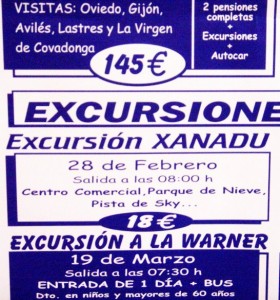 VISITAS: Oviedo, Gijón,
Avilés, Lastres y La Virgen
de Covadonga
2 pensiones
completas
+
Excursiones
+
Autocar
145€
EXCURSIONE
Excursión XANADU
28 de Febrero
Salida a las 08:00 h
Centro Comercial,Parque de Nieve,
Pista de Sky...
18€
EXCURSIÓN A LA WARNER
19 de Marzo
Salida a las 07:30 h
ENTRADA DE 1 DÍA + BUS
Dto. en niños y mayores de 60 años